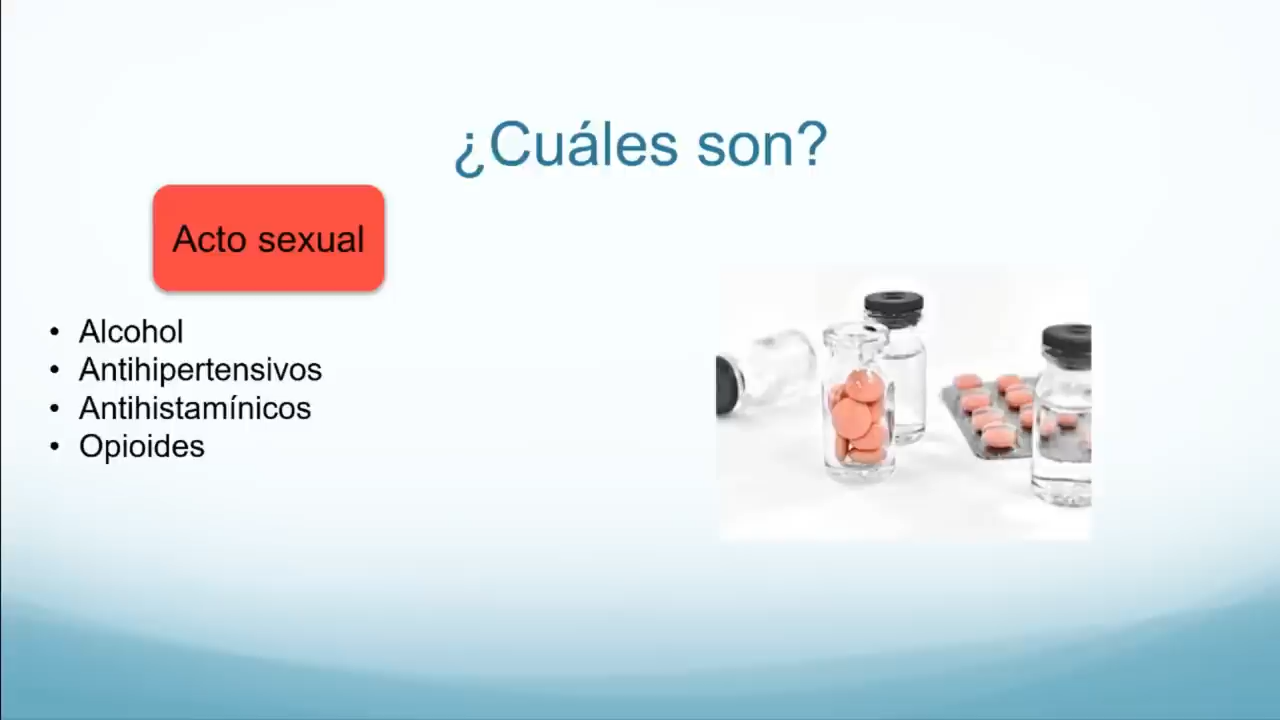 ¿Cuáles son?
Acto sexual
• Alcohol
• Antihipertensivos
• Antihistamínicos
• Opioides